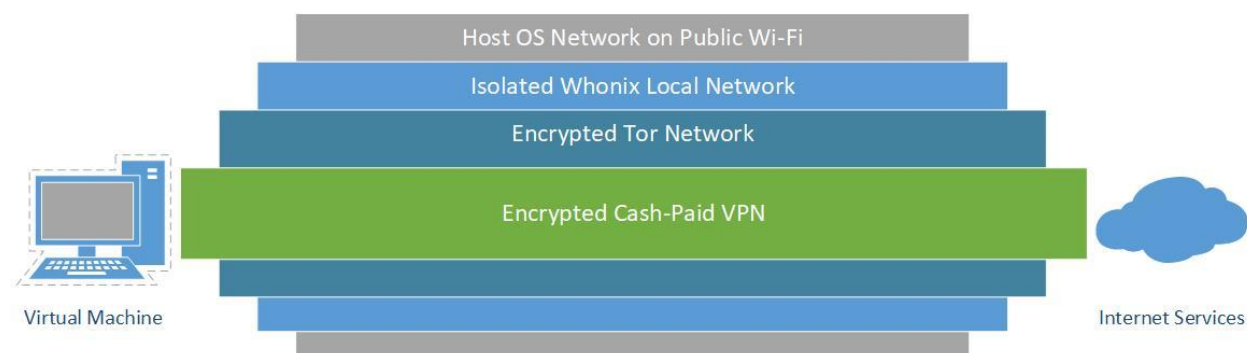 Host OS Network on Public Wi-Fi
Isolated Whonix Local Network
Encrypted Tor Network
Encrypted Cash-Paid VPN
Virtual Machine
Internet Services